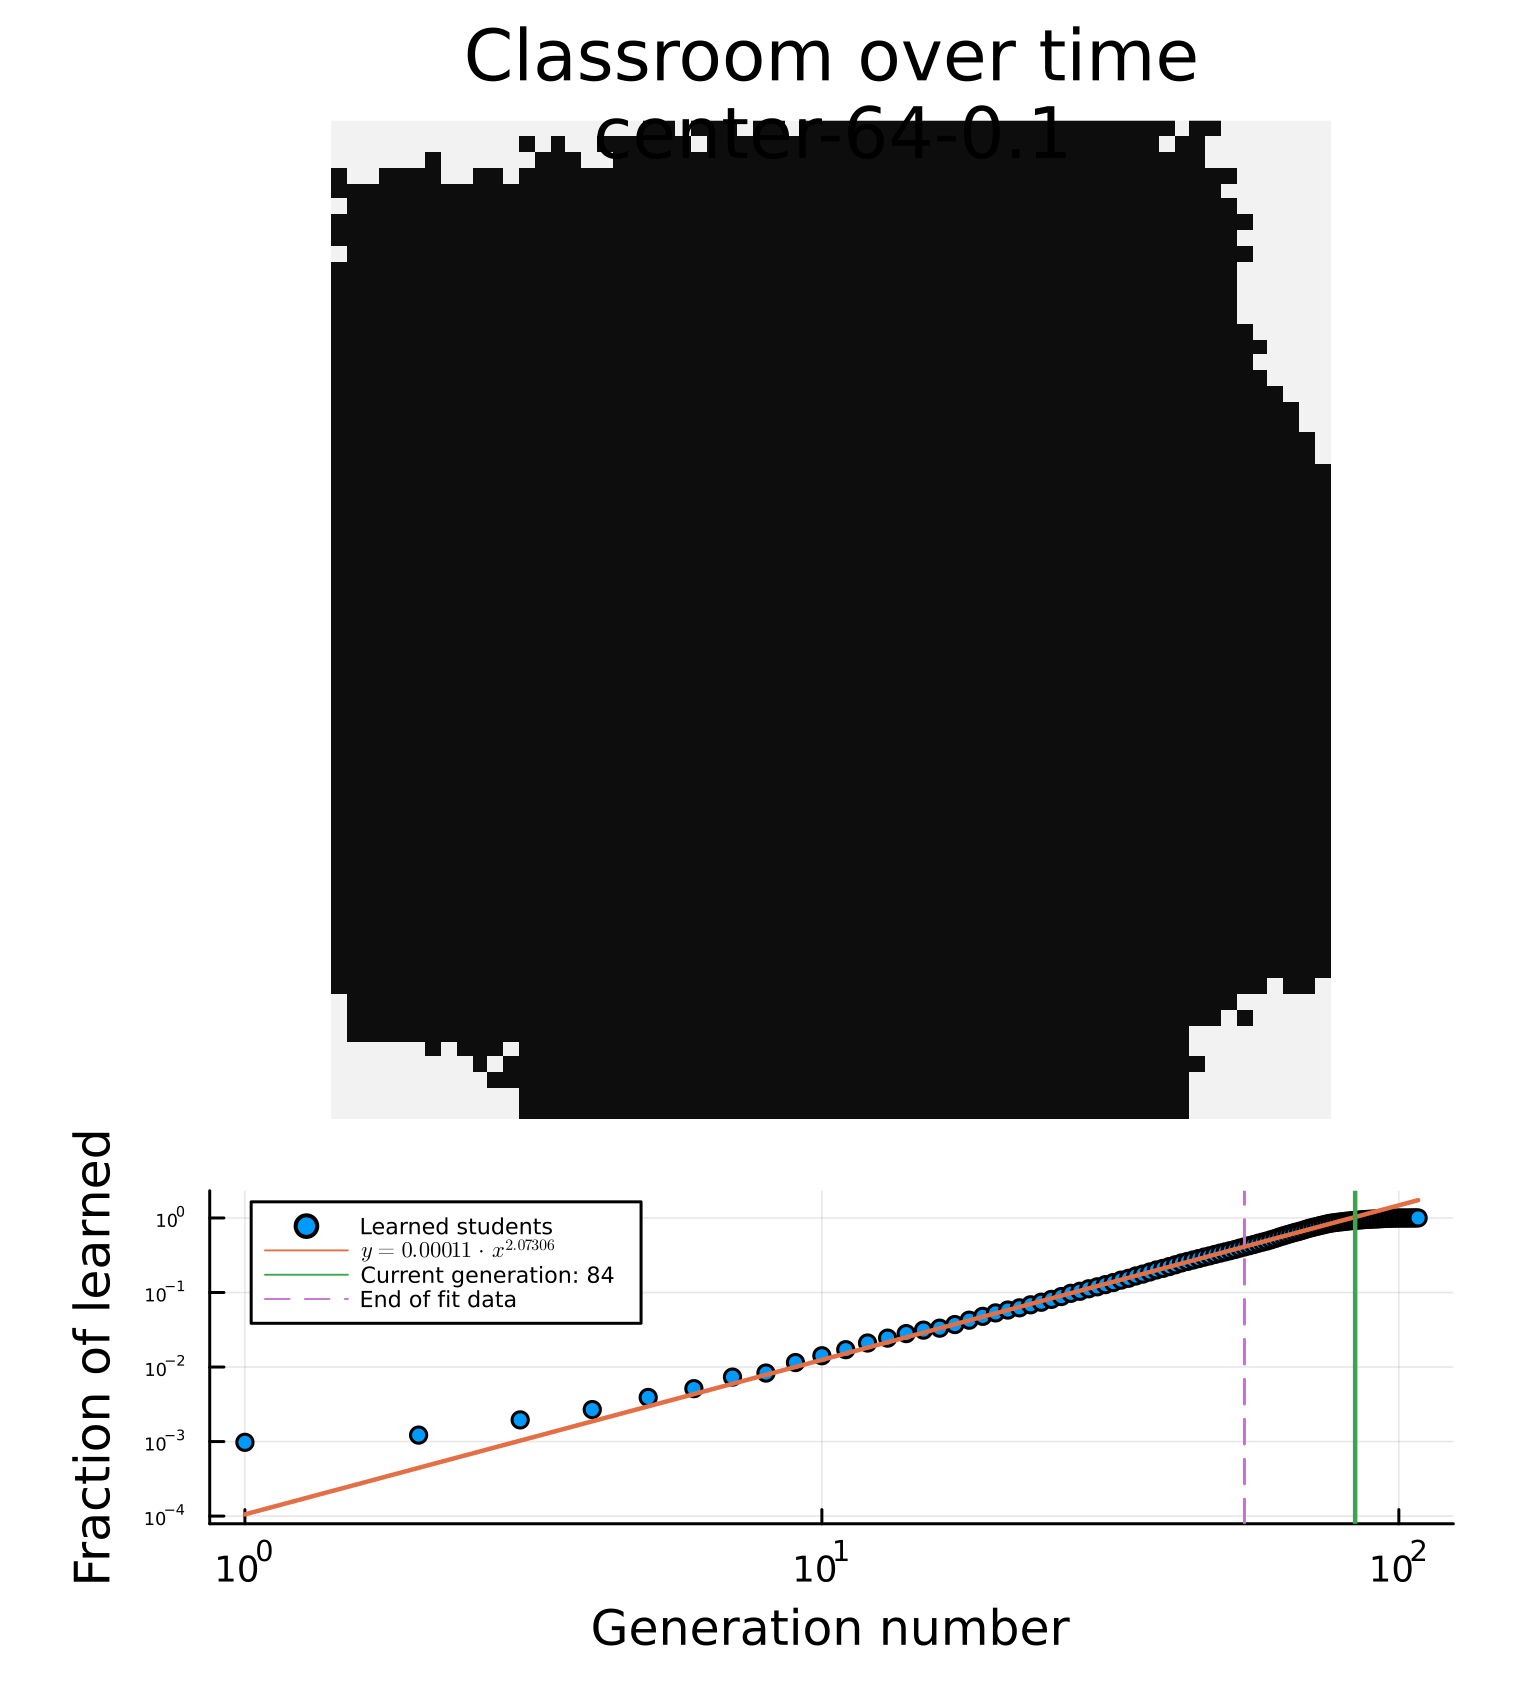 Classroom over time
center-64-0.1
Fraction of learned
10⁰
10⁻¹
10⁻²
10⁻³
10⁻⁴
Learned students
y = 0.00011 · x^2.07306
Current generation: 84
End of fit data
10⁰ 10¹ 10²
Generation number